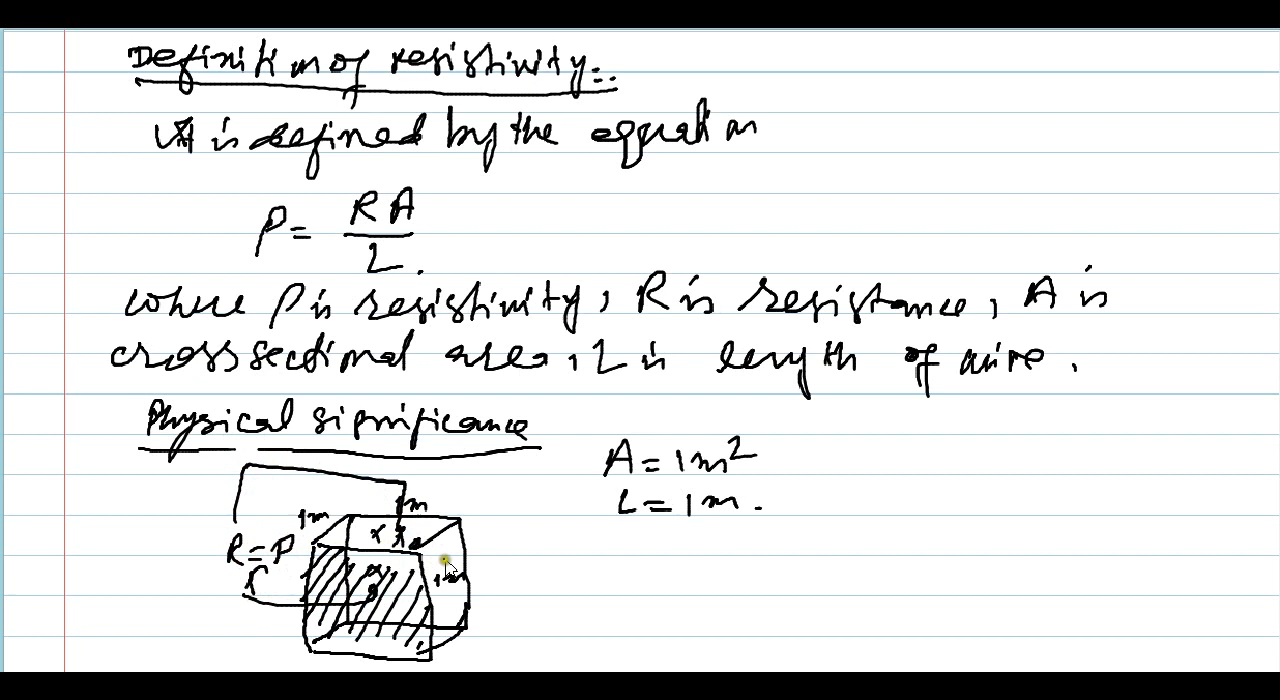 Definition of resistivity:-
It is defined by the equation
ρ = RA/L.
where ρ is resistivity, R is resistance, A is
cross sectional area, L is length of wire.
Physical significance
A = 1m²
L = 1m.
1m
1m
R = ρ
1m